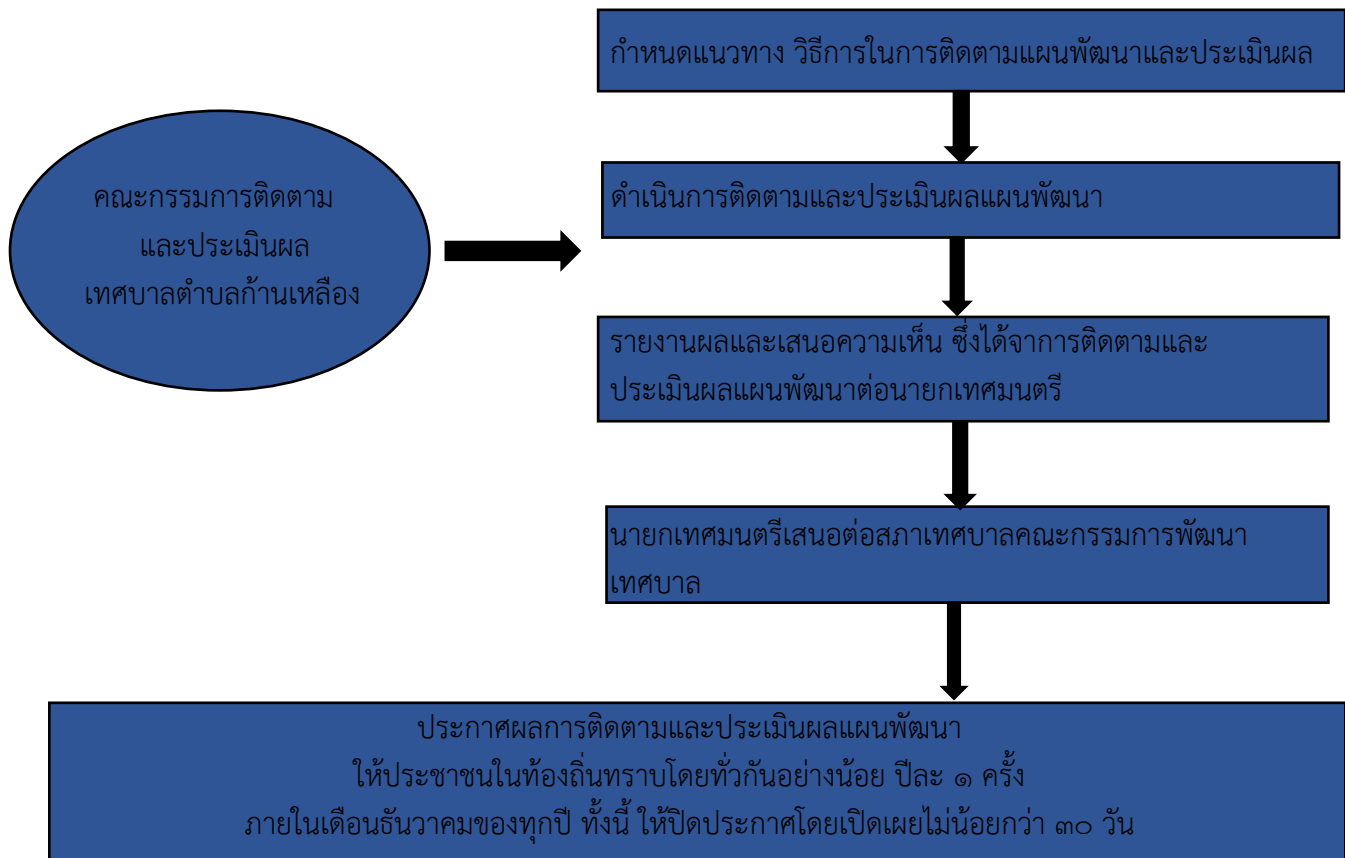 กำหนดแนวทาง วิธีการในการติดตามแผนพัฒนาและประเมินผล
คณะกรรมการติดตาม
และประเมินผล
เทศบาลตำบลก้านเหลือง
ดำเนินการติดตามและประเมินผลแผนพัฒนา
รายงานผลและเสนอความเห็น ซึ่งได้จาการติดตามและ
ประเมินผลแผนพัฒนาต่อนายกเทศมนตรี
นายกเทศมนตรีเสนอต่อสภาเทศบาลคณะกรรมการพัฒนา
เทศบาล
ประกาศผลการติดตามและประเมินผลแผนพัฒนา
ให้ประชาชนในท้องถิ่นทราบโดยทั่วกันอย่างน้อย ปีละ ๑ ครั้ง
ภายในเดือนธันวาคมของทุกปี ทั้งนี้ ให้ปิดประกาศโดยเปิดเผยไม่น้อยกว่า ๓๐ วัน